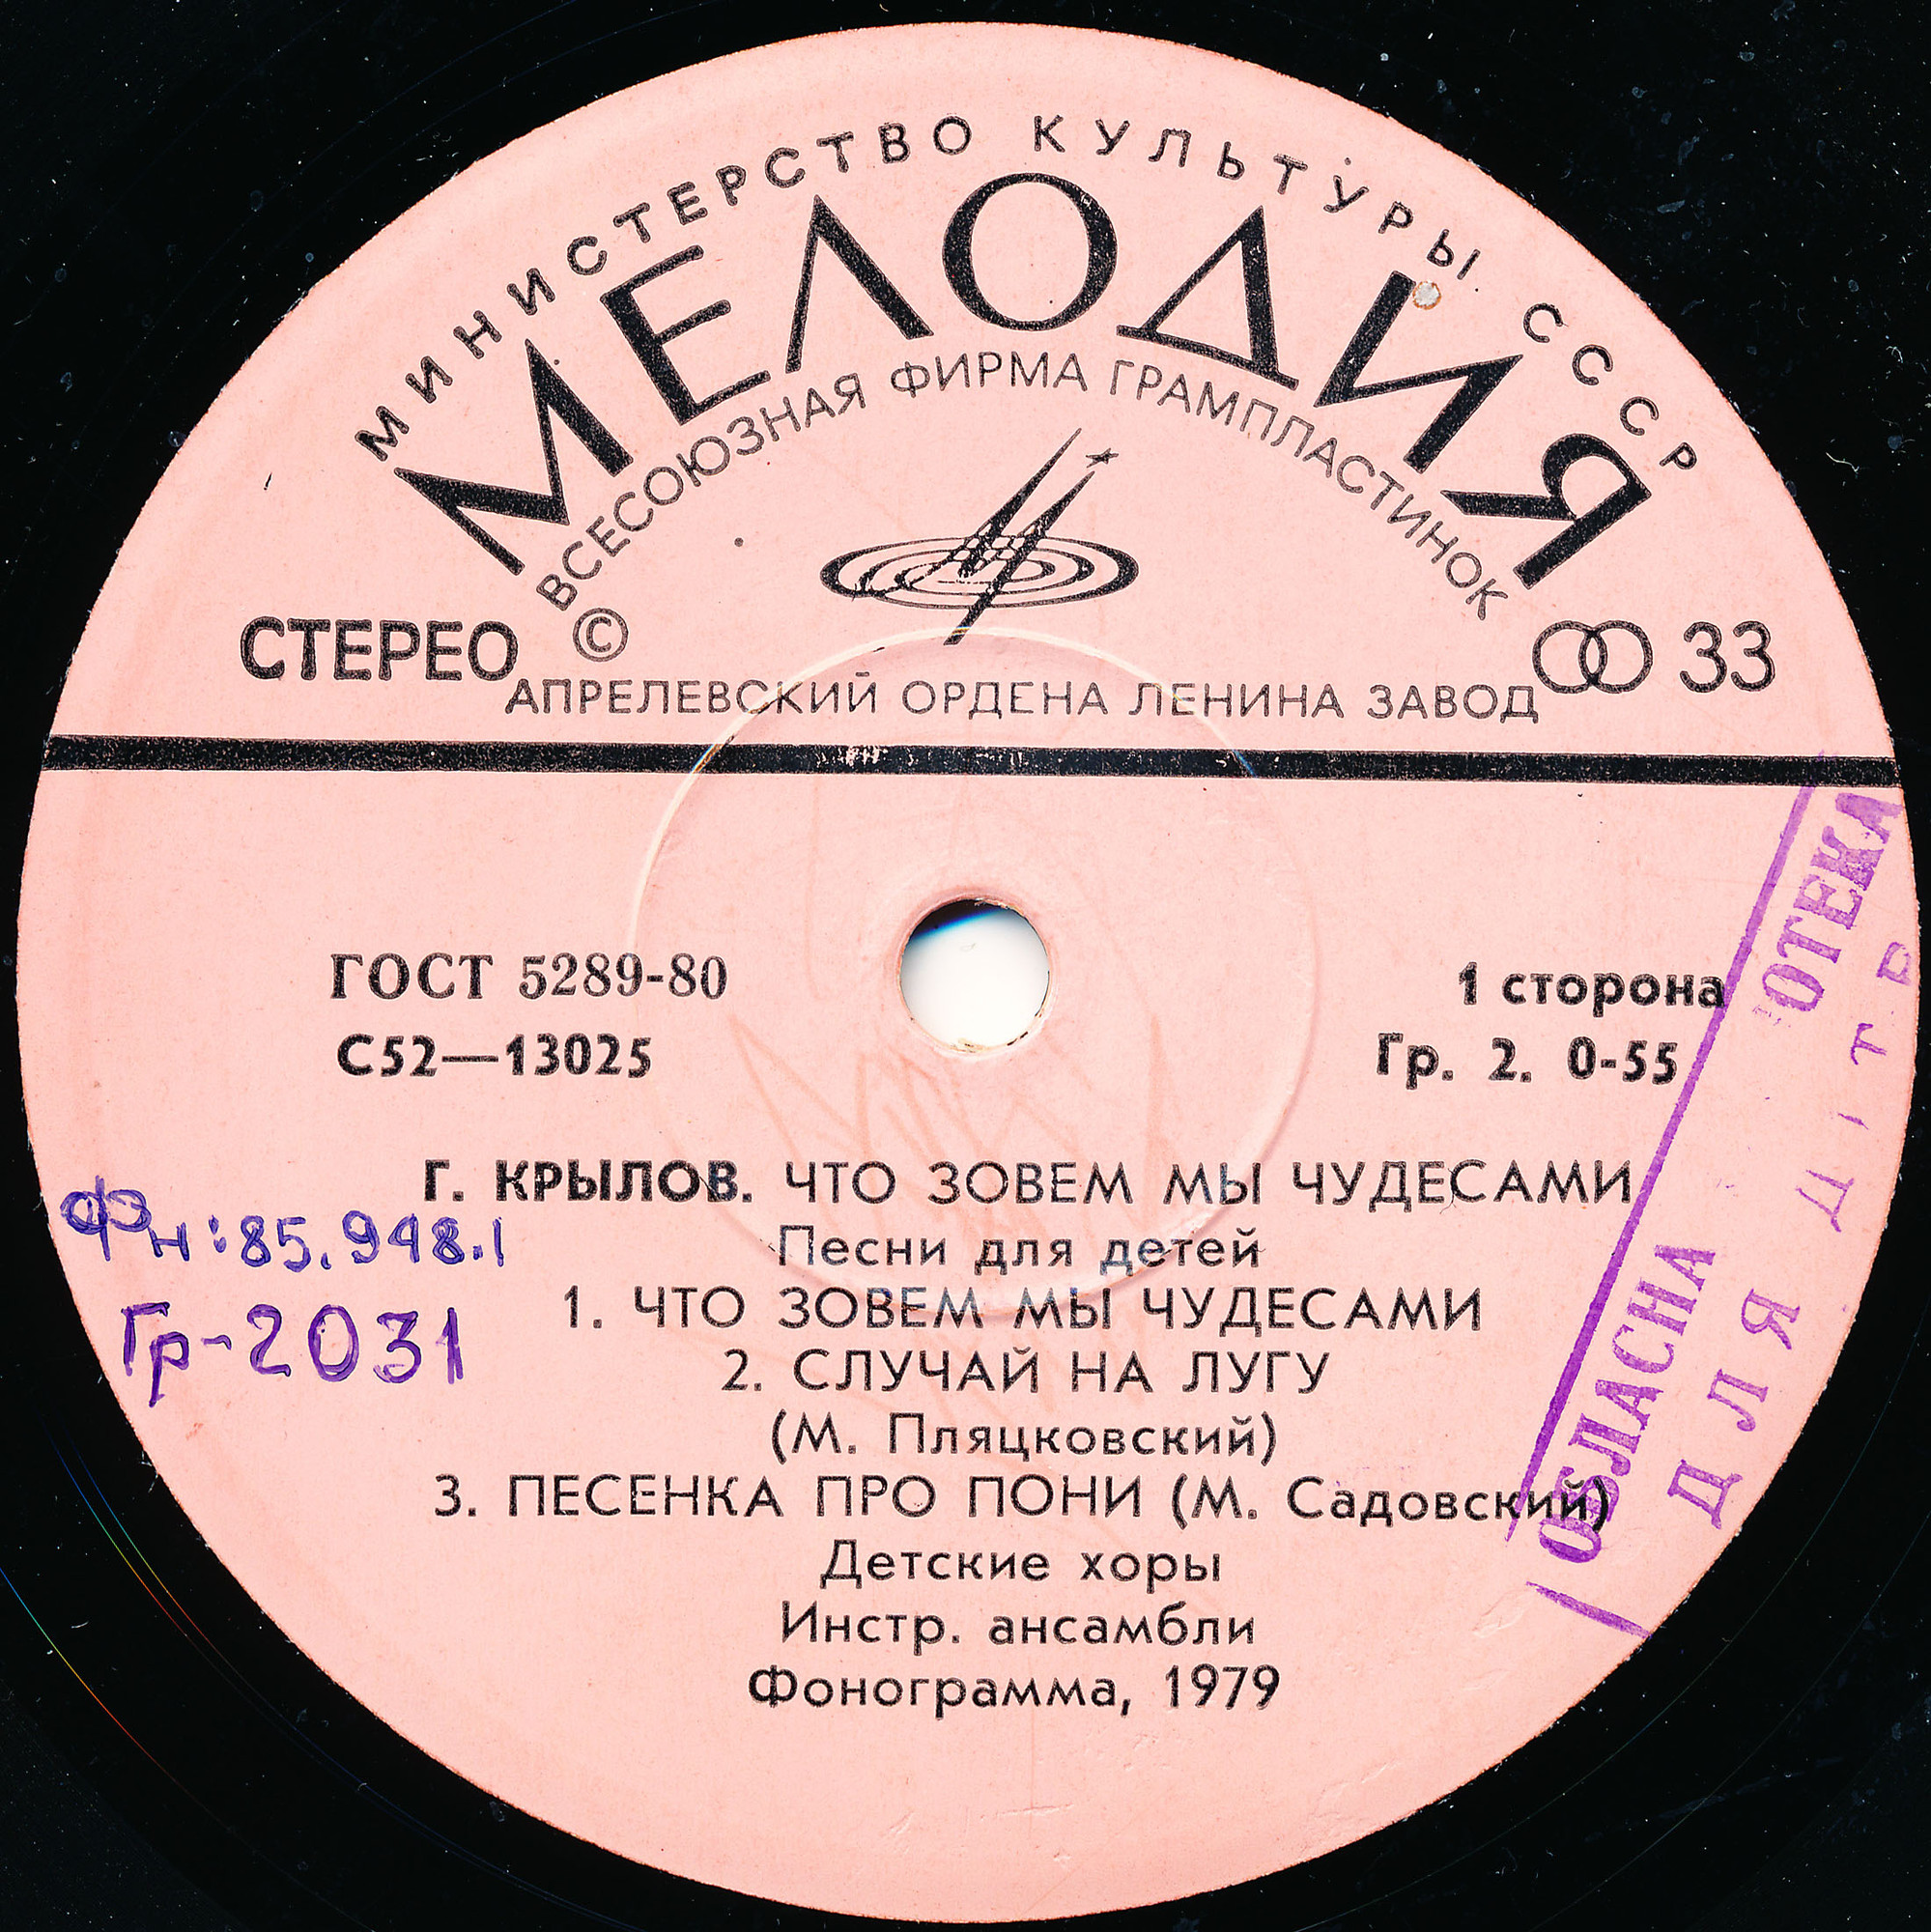 МИНИСТЕРСТВО КУЛЬТУРЫ СССР
МЕЛОДИЯ
ВСЕСОЮЗНАЯ ФИРМА ГРАМПЛАСТИНОК
СТЕРЕО © 33
АПРЕЛЕВСКИЙ ОРДЕНА ЛЕНИНА ЗАВОД
ГОСТ 5289-80
С52—13025
1 сторона
Гр. 2. 0-55
Г. КРЫЛОВ. ЧТО ЗОВЕМ МЫ ЧУДЕСАМИ
Песни для детей
1. ЧТО ЗОВЕМ МЫ ЧУДЕСАМИ
2. СЛУЧАЙ НА ЛУГУ
(М. Пляцковский)
3. ПЕСЕНКА ПРО ПОНИ (М. Садовский)
Детские хоры
Инстр. ансамбли
Фонограмма, 1979
85.948.1
Гр-2031
ОБЛАСНА
ДЛЯ